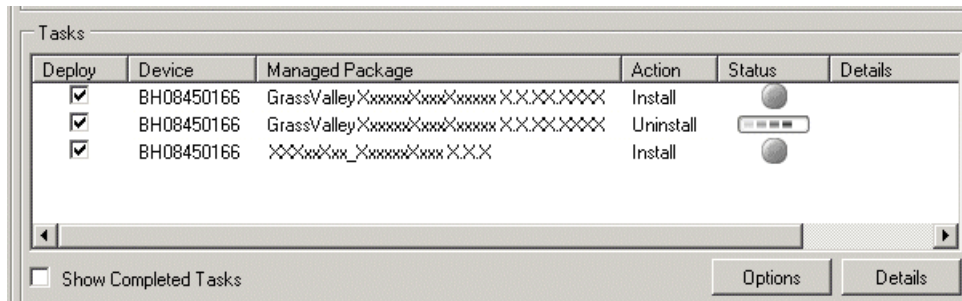 Tasks
Deploy Device Managed Package Action Status Details
BH08450166 GrassValleyXxxxxxXxxxXxxxxx X.X.XX.XXXX Install
BH08450166 GrassValleyXxxxxxXxxxXxxxxx X.X.XX.XXXX Uninstall
BH08450166 XXXxxXxx_XxxxxxXxxx X.X.X Install
Show Completed Tasks Options Details